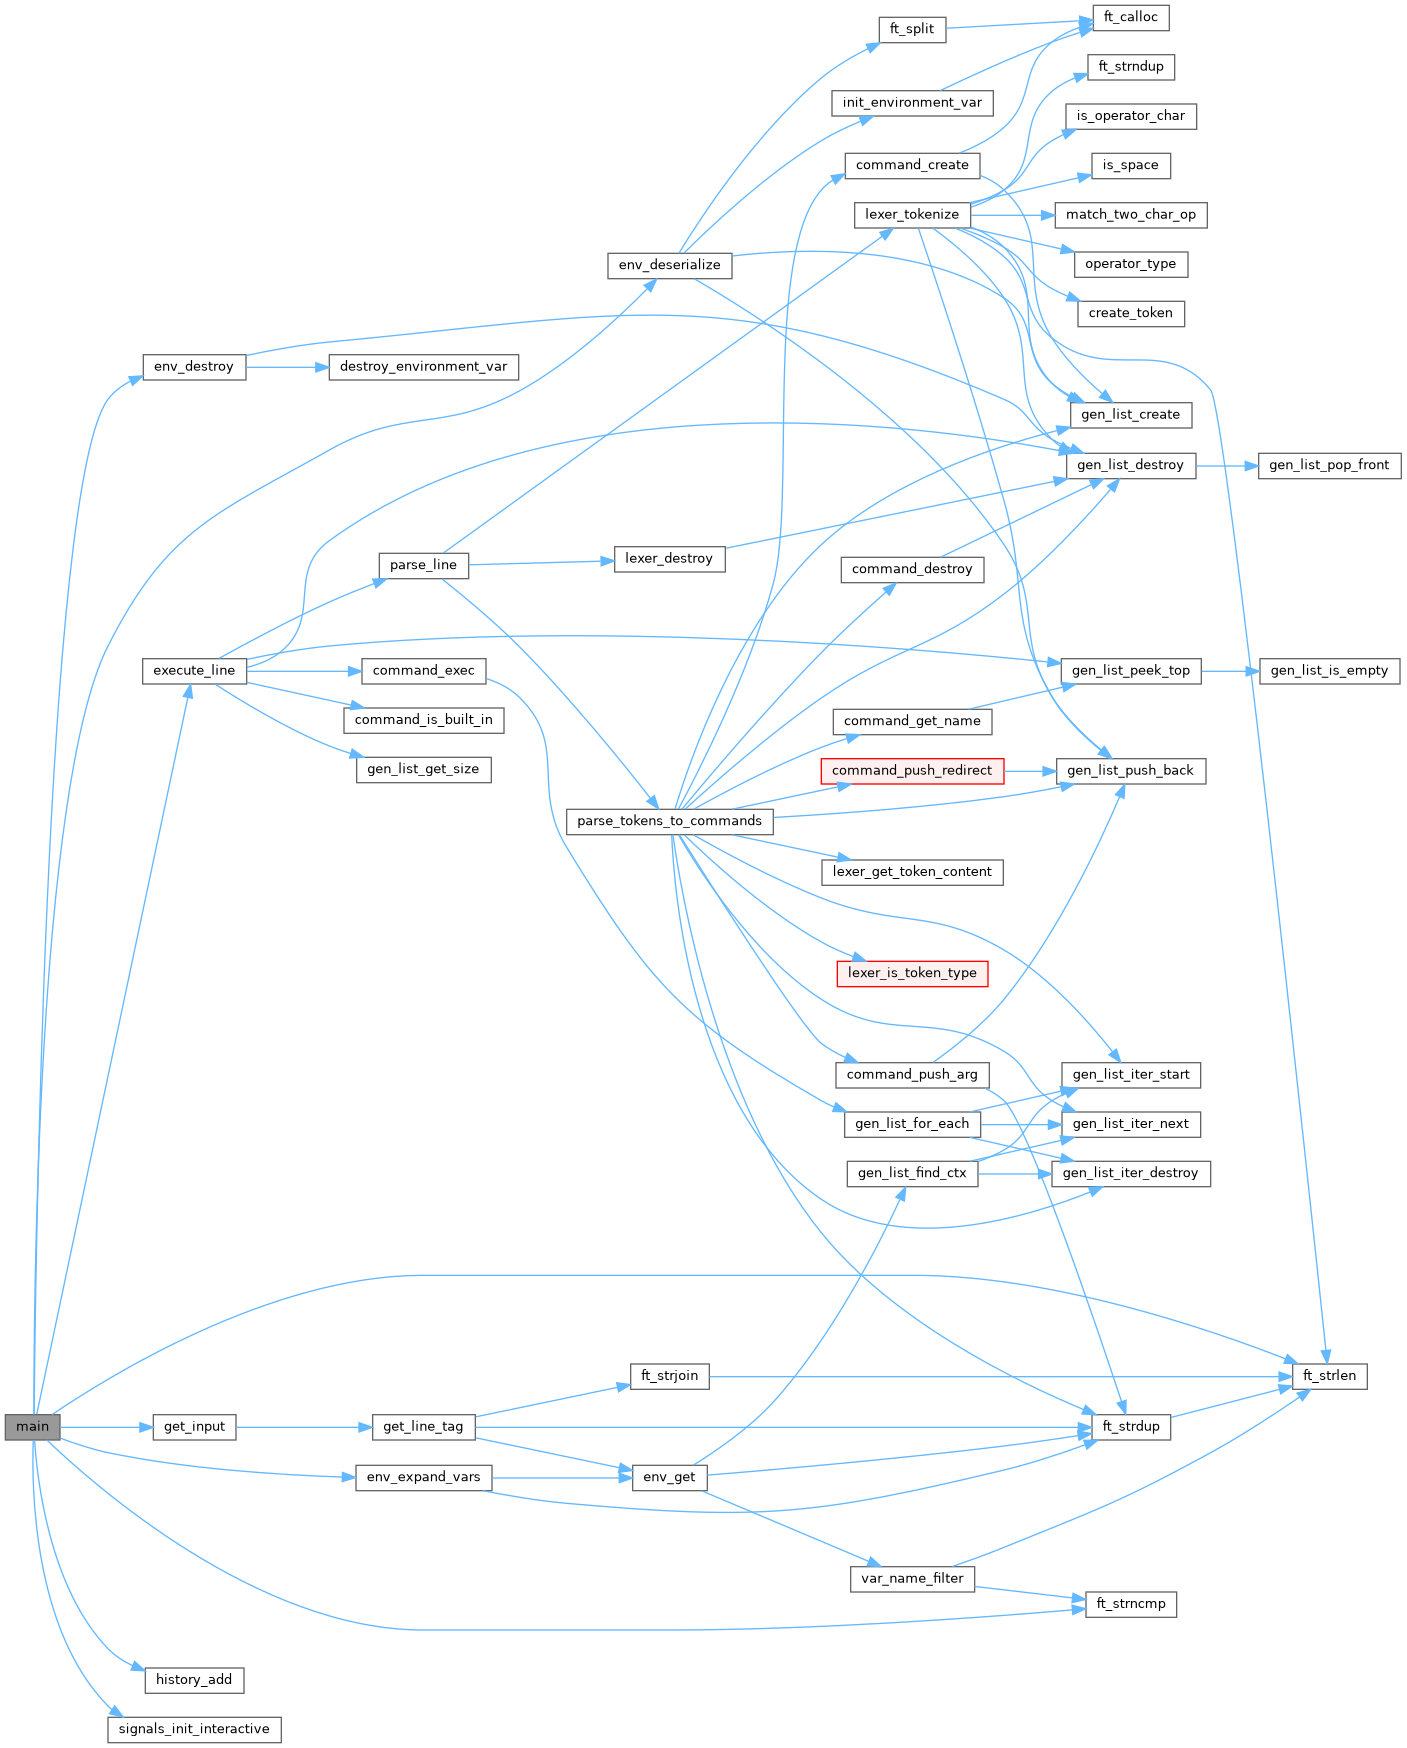 ft_calloc
ft_split
ft_strndup
init_environment_var
is_operator_char
command_create
is_space
lexer_tokenize
match_two_char_op
env_deserialize
operator_type
create_token
env_destroy
destroy_environment_var
gen_list_create
gen_list_destroy
gen_list_pop_front
parse_line
lexer_destroy
command_destroy
execute_line
command_exec
gen_list_peek_top
gen_list_is_empty
command_is_built_in
command_get_name
gen_list_get_size
command_push_redirect
gen_list_push_back
parse_tokens_to_commands
lexer_get_token_content
lexer_is_token_type
command_push_arg
gen_list_iter_start
gen_list_for_each
gen_list_iter_next
gen_list_find_ctx
gen_list_iter_destroy
ft_strjoin
ft_strlen
main
get_input
get_line_tag
ft_strdup
env_expand_vars
env_get
var_name_filter
ft_strncmp
history_add
signals_init_interactive